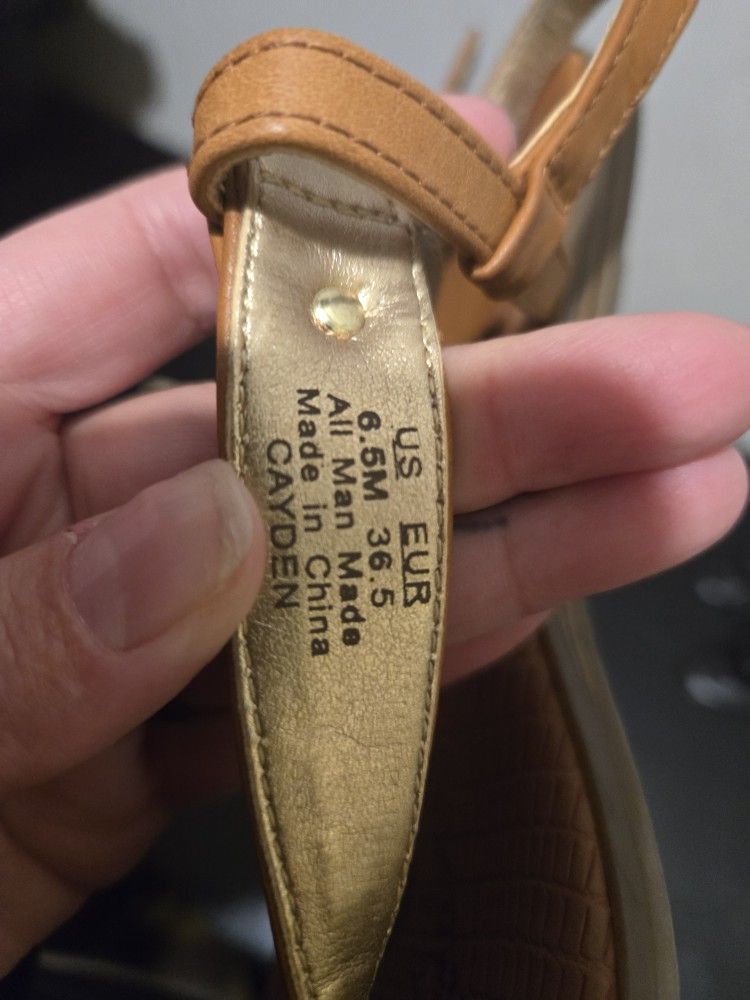 US EUR
6.5M 36.5
All Man Made
Made in China
CAYDEN